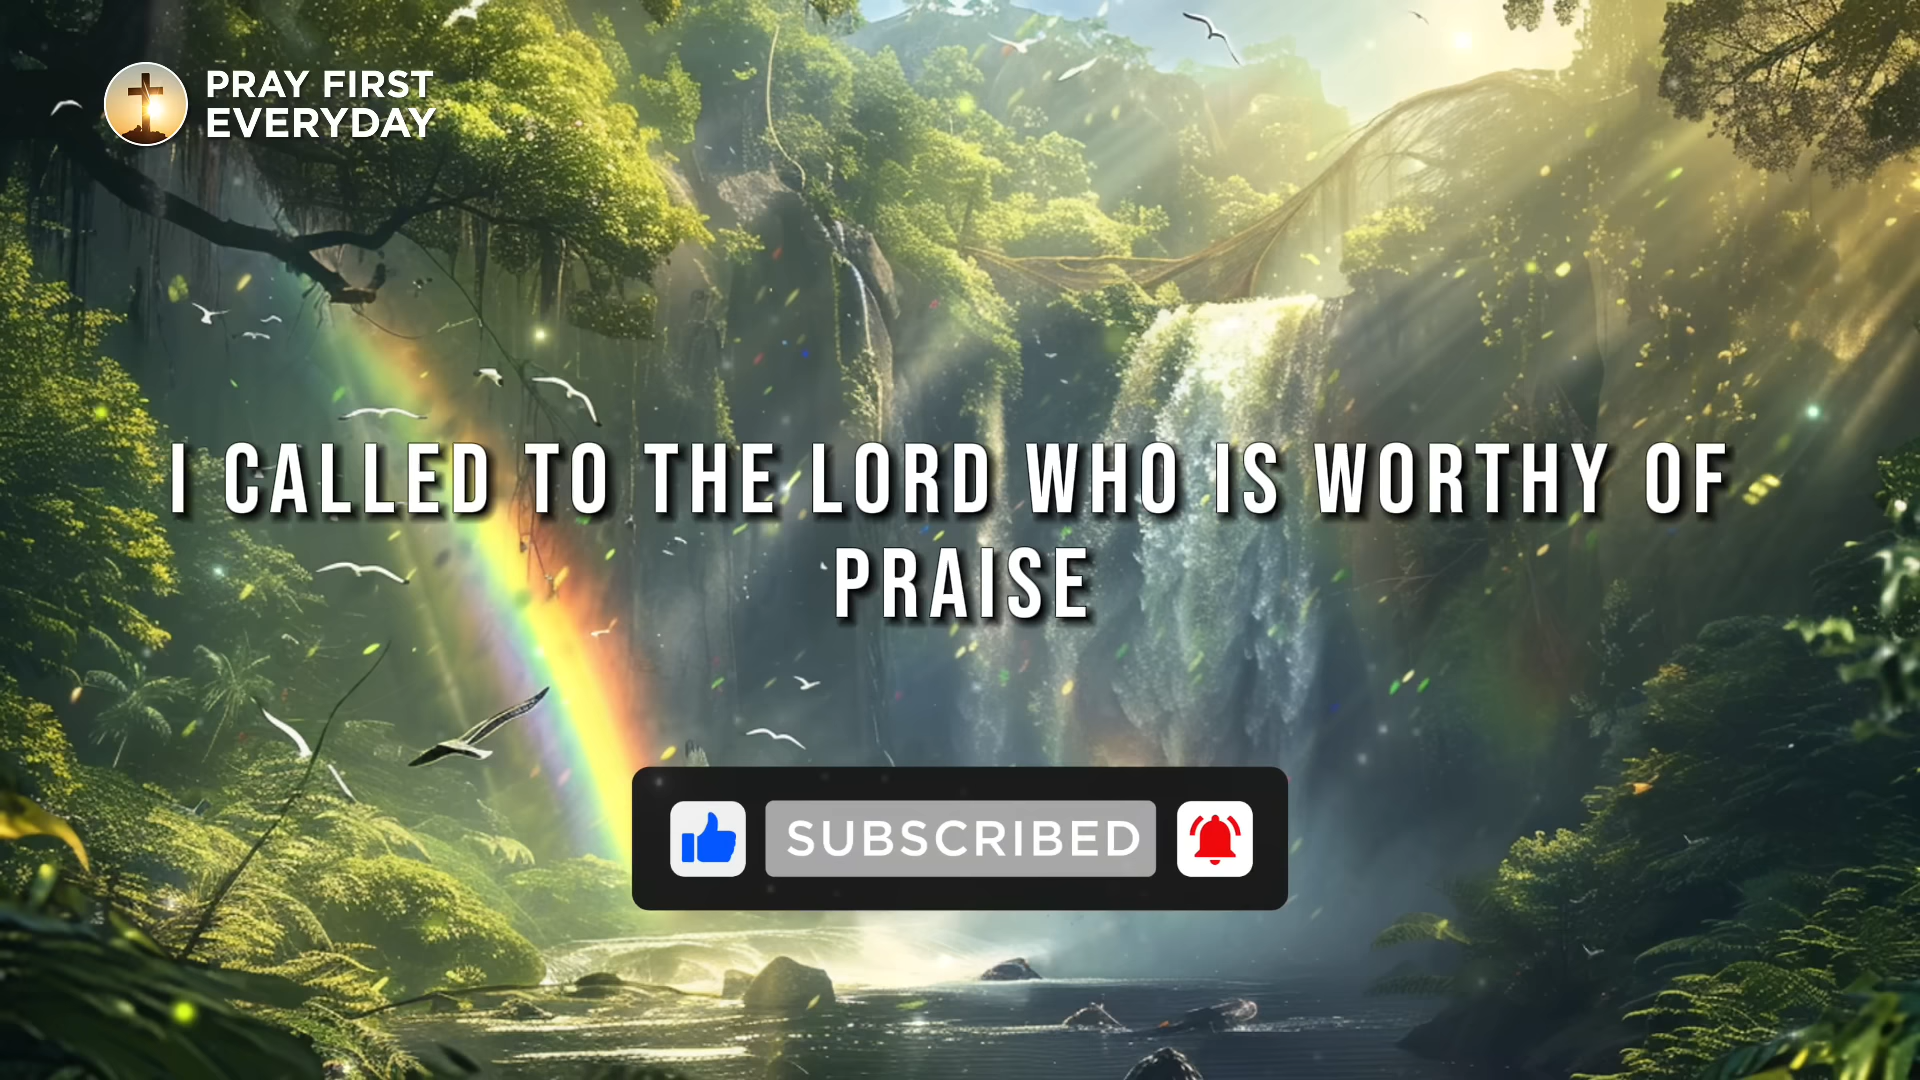 PRAY FIRST
EVERYDAY
I CALLED TO THE LORD WHO IS WORTHY OF
PRAISE
SUBSCRIBED